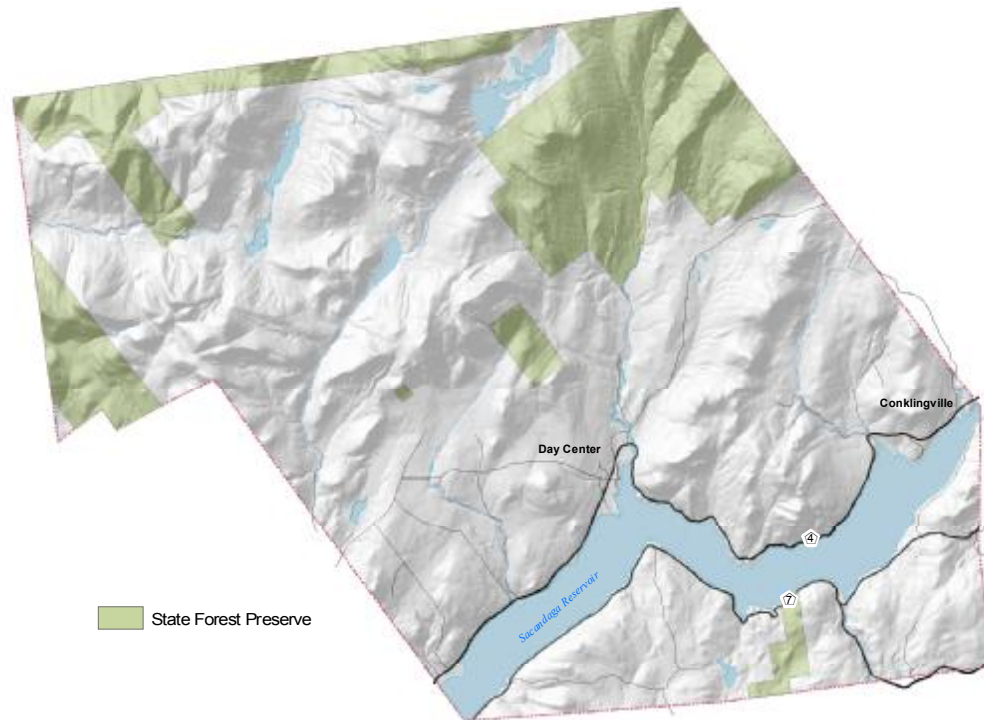 Conklingville
Day Center
4
Sacandaga Reservoir
7
State Forest Preserve